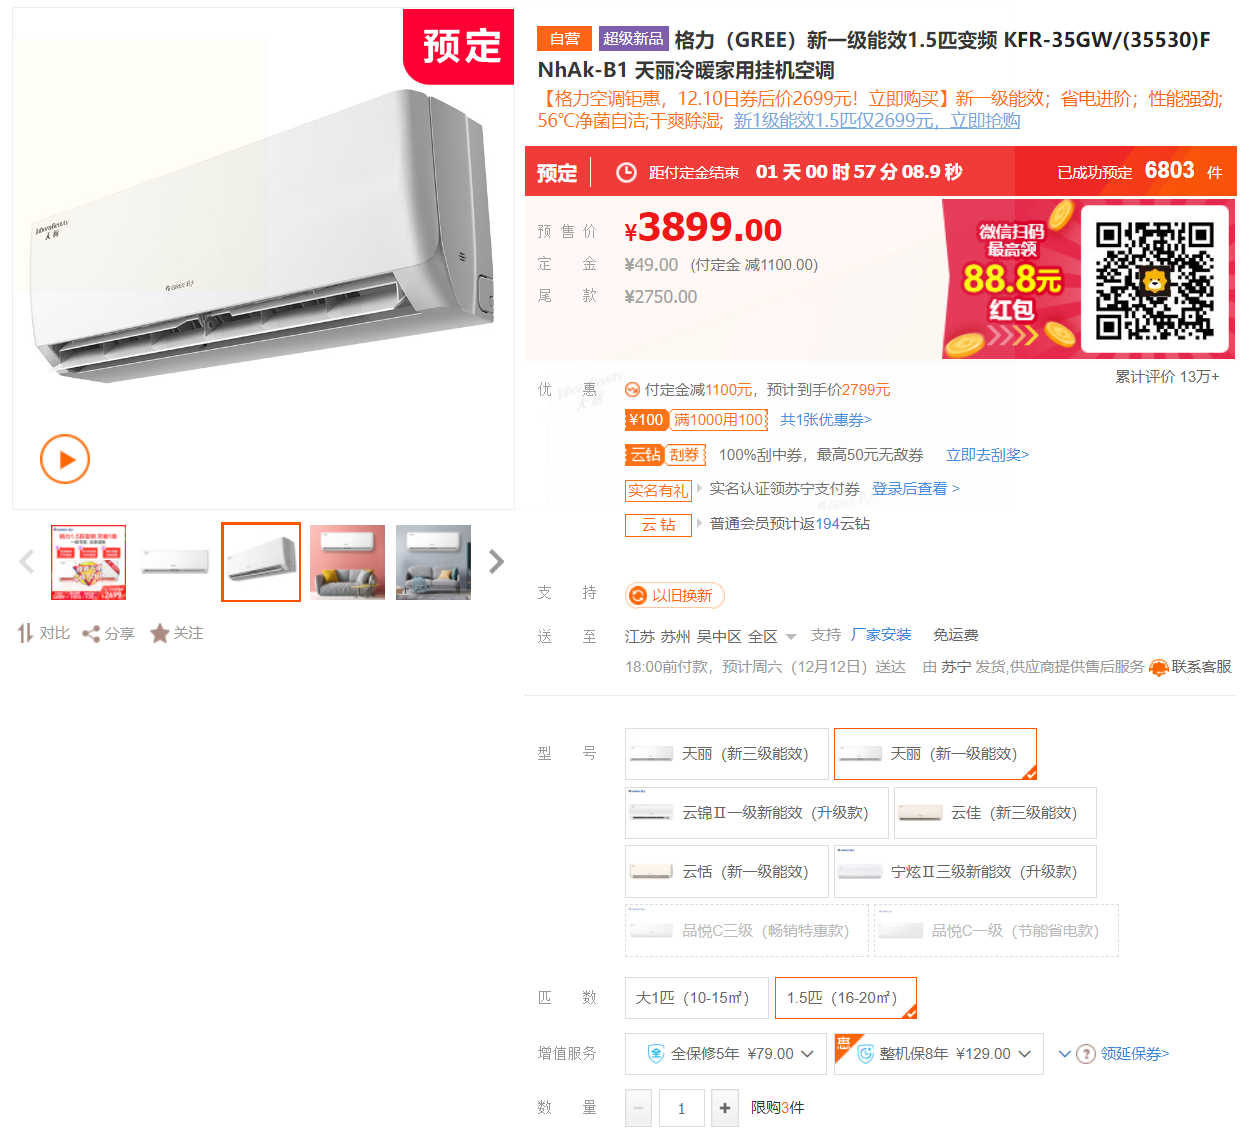 预定
自营 超级新品 格力（GREE）新一级能效1.5匹变频 KFR-35GW/(35530)F
NhAk-B1 天丽冷暖家用挂机空调
【格力空调钜惠，12.10日券后价2699元！立即购买】新一级能效；省电进阶；性能强劲;
56℃净菌自洁;干爽除湿; 新1级能效1.5匹仅2699元，立即抢购
预定 距付定金结束 01 天 00 时 57 分 08.9 秒 已成功预定 6803 件
预售价 ¥3899.00
定金 ¥49.00 (付定金 减1100.00)
尾款 ¥2750.00
微信扫码
最高领
88.8元
红包
累计评价 13万+
优惠 付定金减1100元，预计到手价2799元
¥100 满1000用100 共1张优惠券>
云钻 刮券 100%刮中券，最高50元无敌券 立即去刮奖>
实名有礼 实名认证领苏宁支付券 登录后查看 >
云钻 普通会员预计返194云钻
对比 分享 关注
支持 以旧换新
送至 江苏 苏州 吴中区 全区 支持 厂家安装 免运费
18:00前付款，预计周六（12月12日）送达 由 苏宁 发货,供应商提供售后服务 联系客服
型号 天丽（新三级能效） 天丽（新一级能效）
云锦Ⅱ一级新能效（升级款） 云佳（新三级能效）
云恬（新一级能效） 宁炫Ⅱ三级新能效（升级款）
品悦C三级（畅销特惠款） 品悦C一级（节能省电款）
匹数 大1匹（10-15㎡） 1.5匹（16-20㎡）
增值服务 全保修5年 ¥79.00 惠 整机保8年 ¥129.00 ? 领延保券>
数量 − 1 + 限购3件